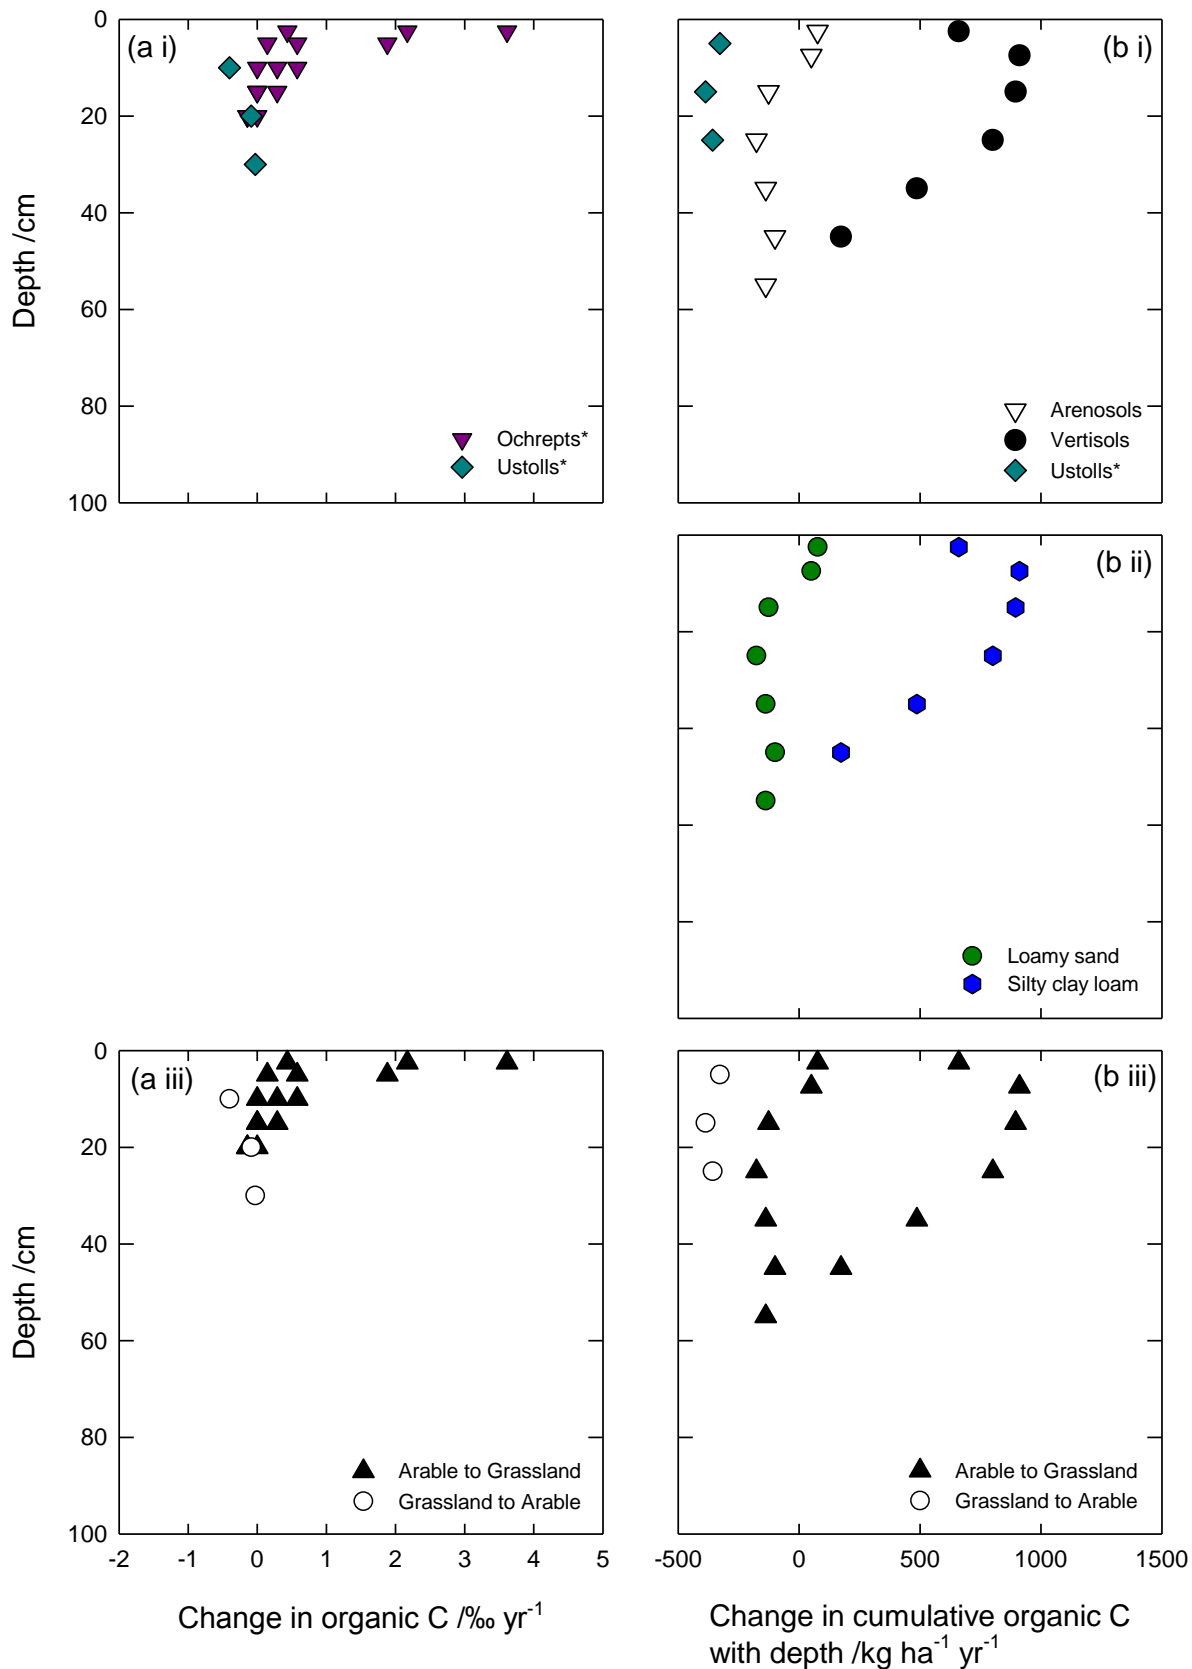 (a i)
0
20
40
60
80
100
Depth /cm
Ochrepts*
Ustolls*
(b i)
Arenosols
Vertisols
Ustolls*
(b ii)
Loamy sand
Silty clay loam
(a iii)
0
20
40
60
80
100
Depth /cm
Arable to Grassland
Grassland to Arable
-2 -1 0 1 2 3 4 5
Change in organic C /‰ yr⁻¹
(b iii)
Arable to Grassland
Grassland to Arable
-500 0 500 1000 1500
Change in cumulative organic C
with depth /kg ha⁻¹ yr⁻¹